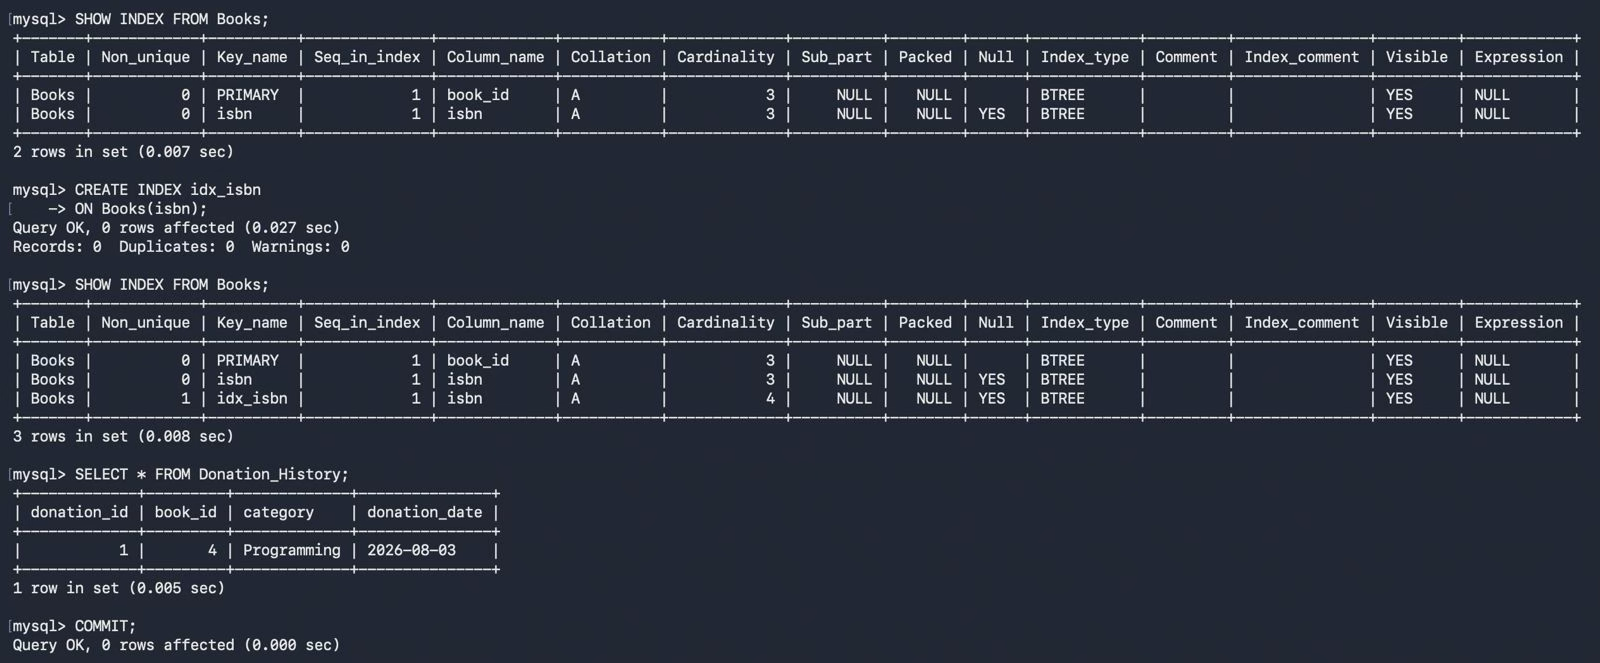 [mysql> SHOW INDEX FROM Books;
+-------+------------+----------+--------------+-------------+-----------+-------------+----------+--------+------+------------+---------+---------------+---------+------------+
| Table | Non_unique | Key_name | Seq_in_index | Column_name | Collation | Cardinality | Sub_part | Packed | Null | Index_type | Comment | Index_comment | Visible | Expression |
+-------+------------+----------+--------------+-------------+-----------+-------------+----------+--------+------+------------+---------+---------------+---------+------------+
| Books |          0 | PRIMARY  |            1 | book_id     | A         |           3 |     NULL |   NULL |      | BTREE      |         |               | YES     | NULL       |
| Books |          0 | isbn     |            1 | isbn        | A         |           3 |     NULL |   NULL | YES  | BTREE      |         |               | YES     | NULL       |
+-------+------------+----------+--------------+-------------+-----------+-------------+----------+--------+------+------------+---------+---------------+---------+------------+
2 rows in set (0.007 sec)

mysql> CREATE INDEX idx_isbn
[    -> ON Books(isbn);
Query OK, 0 rows affected (0.027 sec)
Records: 0  Duplicates: 0  Warnings: 0

[mysql> SHOW INDEX FROM Books;
+-------+------------+----------+--------------+-------------+-----------+-------------+----------+--------+------+------------+---------+---------------+---------+------------+
| Table | Non_unique | Key_name | Seq_in_index | Column_name | Collation | Cardinality | Sub_part | Packed | Null | Index_type | Comment | Index_comment | Visible | Expression |
+-------+------------+----------+--------------+-------------+-----------+-------------+----------+--------+------+------------+---------+---------------+---------+------------+
| Books |          0 | PRIMARY  |            1 | book_id     | A         |           3 |     NULL |   NULL |      | BTREE      |         |               | YES     | NULL       |
| Books |          0 | isbn     |            1 | isbn        | A         |           3 |     NULL |   NULL | YES  | BTREE      |         |               | YES     | NULL       |
| Books |          1 | idx_isbn |            1 | isbn        | A         |           4 |     NULL |   NULL | YES  | BTREE      |         |               | YES     | NULL       |
+-------+------------+----------+--------------+-------------+-----------+-------------+----------+--------+------+------------+---------+---------------+---------+------------+
3 rows in set (0.008 sec)

[mysql> SELECT * FROM Donation_History;
+-------------+---------+-------------+---------------+
| donation_id | book_id | category    | donation_date |
+-------------+---------+-------------+---------------+
|           1 |       4 | Programming | 2026-08-03    |
+-------------+---------+-------------+---------------+
1 row in set (0.005 sec)

[mysql> COMMIT;
Query OK, 0 rows affected (0.000 sec)